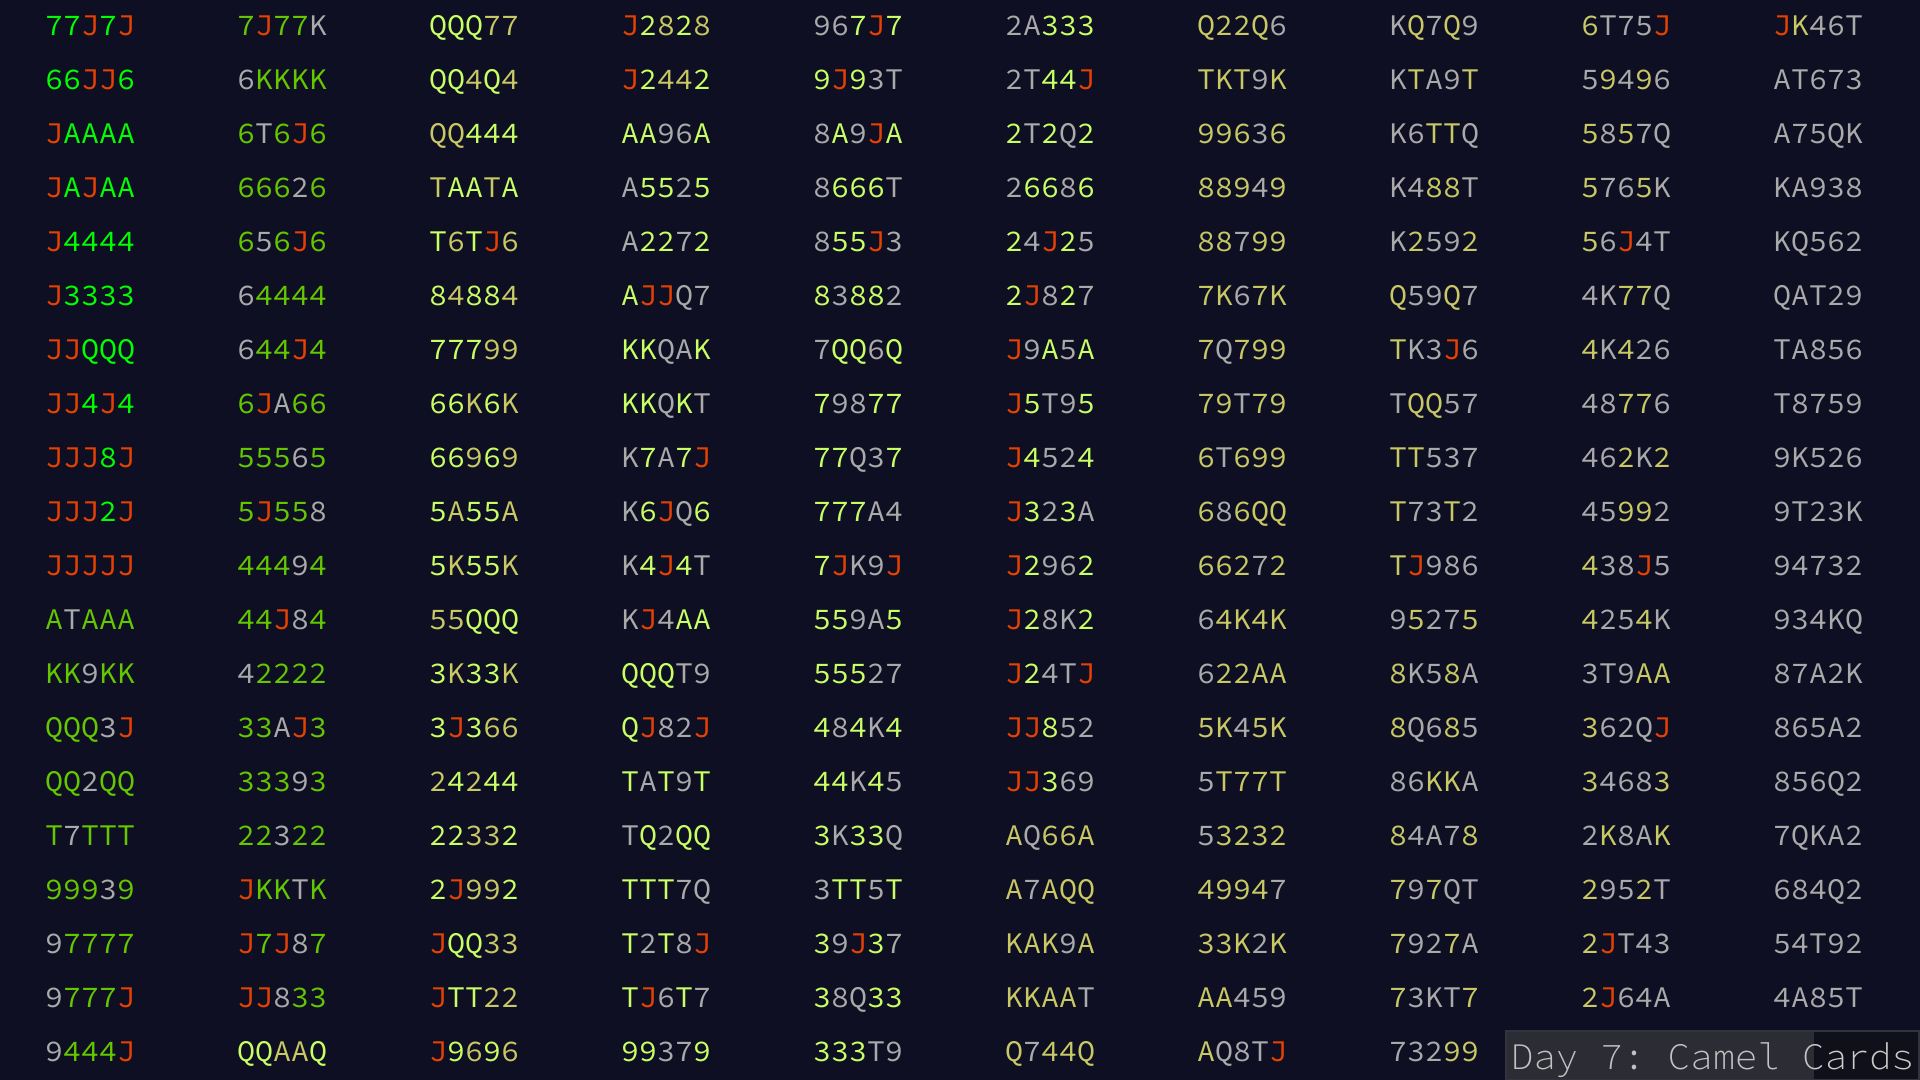 77J7J 7J77K QQQ77 J2828 967J7 2A333 Q22Q6 KQ7Q9 6T75J JK46T
66JJ6 6KKKK QQ4Q4 J2442 9J93T 2T44J TKT9K KTA9T 59496 AT673
JAAAA 6T6J6 QQ444 AA96A 8A9JA 2T2Q2 99636 K6TTQ 5857Q A75QK
JAJAA 66626 TAATA A5525 8666T 26686 88949 K488T 5765K KA938
J4444 656J6 T6TJ6 A2272 855J3 24J25 88799 K2592 56J4T KQ562
J3333 64444 84884 AJJQ7 83882 2J827 7K67K Q59Q7 4K77Q QAT29
JJQQQ 644J4 77799 KKQAK 7QQ6Q J9A5A 7Q799 TK3J6 4K426 TA856
JJ4J4 6JA66 66K6K KKQKT 79877 J5T95 79T79 TQQ57 48776 T8759
JJJ8J 55565 66969 K7A7J 77Q37 J4524 6T699 TT537 462K2 9K526
JJJ2J 5J558 5A55A K6JQ6 777A4 J323A 686QQ T73T2 45992 9T23K
JJJJJ 44494 5K55K K4J4T 7JK9J J2962 66272 TJ986 438J5 94732
ATAAA 44J84 55QQQ KJ4AA 559A5 J28K2 64K4K 95275 4254K 934KQ
KK9KK 42222 3K33K QQQT9 55527 J24TJ 622AA 8K58A 3T9AA 87A2K
QQQ3J 33AJ3 3J366 QJ82J 484K4 JJ852 5K45K 8Q685 362QJ 865A2
QQ2QQ 33393 24244 TAT9T 44K45 JJ369 5T77T 86KKA 34683 856Q2
T7TTT 22322 22332 TQ2QQ 3K33Q AQ66A 53232 84A78 2K8AK 7QKA2
99939 JKKTK 2J992 TTT7Q 3TT5T A7AQQ 49947 797QT 2952T 684Q2
97777 J7J87 JQQ33 T2T8J 39J37 KAK9A 33K2K 7927A 2JT43 54T92
9777J JJ833 JTT22 TJ6T7 38Q33 KKAAT AA459 73KT7 2J64A 4A85T
9444J QQAAQ J9696 99379 333T9 Q744Q AQ8TJ 73299 Day 7: Camel Cards